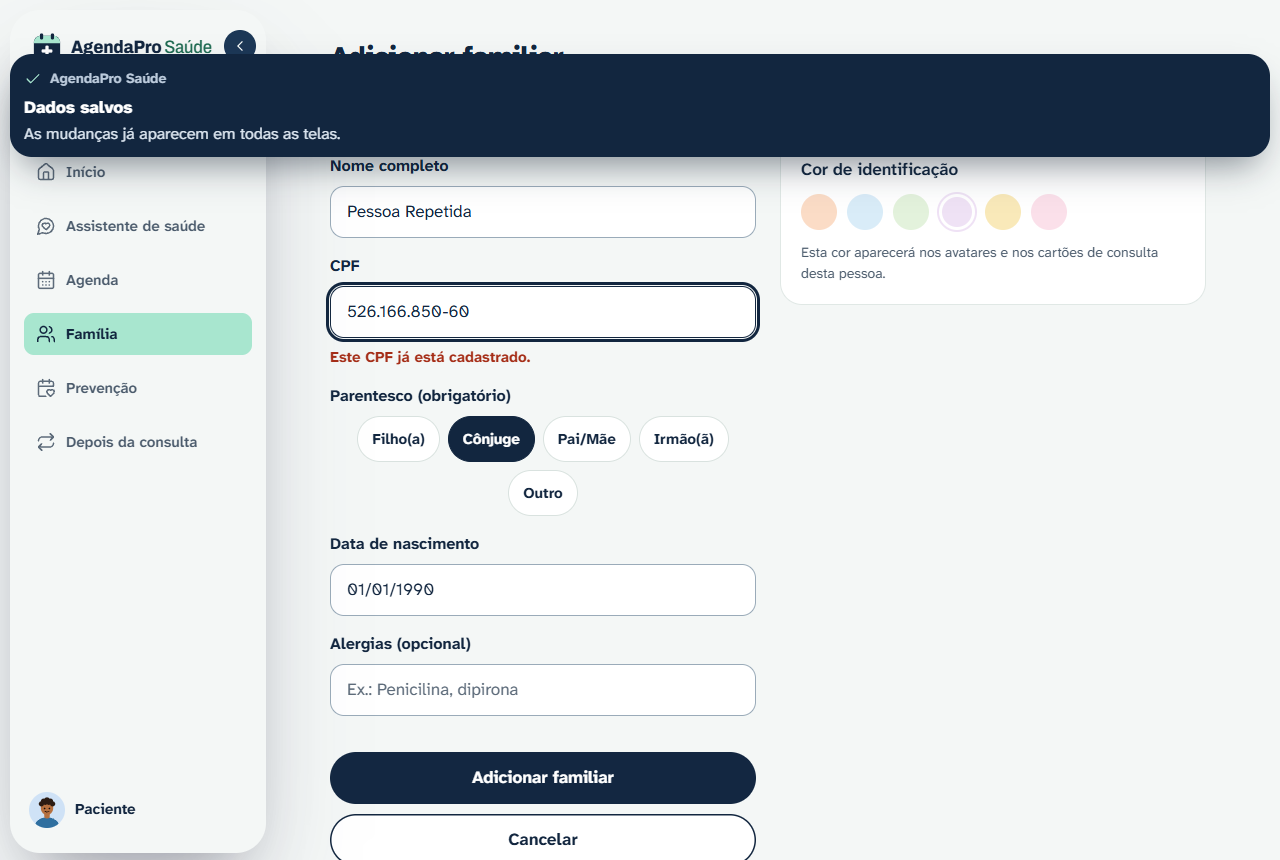 AgendaPro Saúde
Adicionar familiar
AgendaPro Saúde
Dados salvos
As mudanças já aparecem em todas as telas.
Início
Assistente de saúde
Agenda
Família
Prevenção
Depois da consulta
Paciente
Nome completo
Pessoa Repetida
CPF
526.166.850-60
Este CPF já está cadastrado.
Parentesco (obrigatório)
Filho(a)
Cônjuge
Pai/Mãe
Irmão(ã)
Outro
Data de nascimento
01/01/1990
Alergias (opcional)
Ex.: Penicilina, dipirona
Adicionar familiar
Cancelar
Cor de identificação
Esta cor aparecerá nos avatares e nos cartões de consulta
desta pessoa.